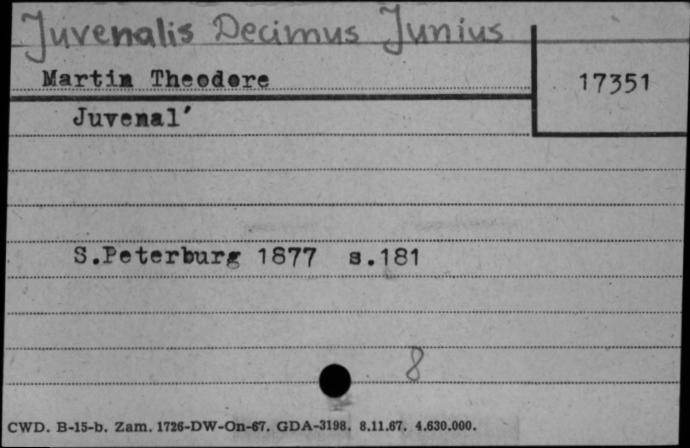 Juvenalis Decimus Junius
Martin Theodore
17351
Juvenal'
S.Peterburg 1877 s.181
8
CWD. B-15-b. Zam. 1726-DW-On-67. GDA-3198. 8.11.67. 4.630.000.